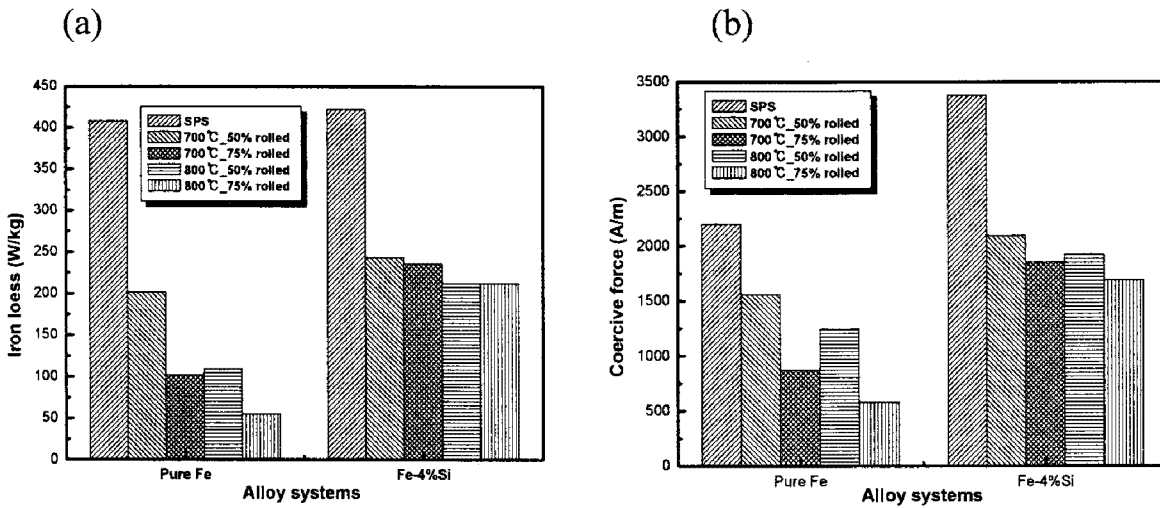 (a)
(b)
450
400
350
300
250
200
150
100
50
0
Iron loess (W/kg)
SPS
700℃_50% rolled
700℃_75% rolled
800℃_50% rolled
800℃_75% rolled
Pure Fe
Fe-4%Si
Alloy systems
3500
3000
2500
2000
1500
1000
500
0
Coercive force (A/m)
SPS
700℃_50% rolled
700℃_75% rolled
800℃_50% rolled
800℃_75% rolled
Pure Fe
Fe-4%Si
Alloy systems